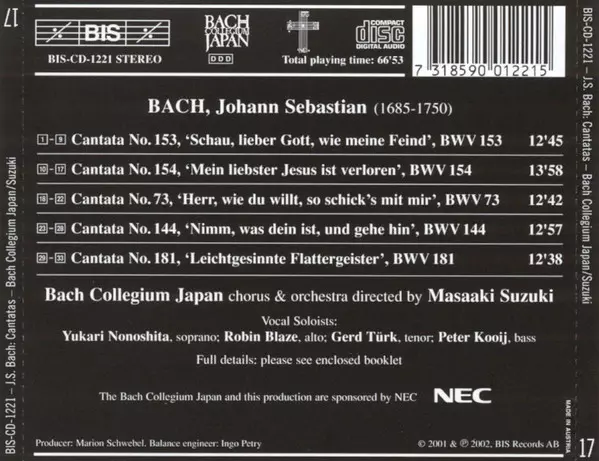 BIS-CD-1221 – J.S. Bach: Cantatas – Bach Collegium Japan/Suzuki
17
BIS
BIS-CD-1221 STEREO
BACH
COLLEGIUM
JAPAN
DDD
COMPACT
disc
DIGITAL AUDIO
Total playing time: 66'53
7 318590 012215
BACH, Johann Sebastian (1685-1750)
1-9 Cantata No. 153, ‘Schau, lieber Gott, wie meine Feind’, BWV 153 12'45
10-17 Cantata No. 154, ‘Mein liebster Jesus ist verloren’, BWV 154 13'58
18-22 Cantata No. 73, ‘Herr, wie du willt, so schick's mit mir’, BWV 73 12'42
23-28 Cantata No. 144, ‘Nimm, was dein ist, und gehe hin’, BWV 144 12'57
29-33 Cantata No. 181, ‘Leichtgesinnte Flattergeister’, BWV 181 12'38
Bach Collegium Japan chorus & orchestra directed by Masaaki Suzuki
Vocal Soloists:
Yukari Nonoshita, soprano; Robin Blaze, alto; Gerd Türk, tenor; Peter Kooij, bass
Full details: please see enclosed booklet
The Bach Collegium Japan and this production are sponsored by NEC
NEC
Producer: Marion Schwebel. Balance engineer: Ingo Petry
© 2001 & ℗ 2002, BIS Records AB
MADE IN AUSTRIA
BIS-CD-1221 – J.S. Bach: Cantatas – Bach Collegium Japan/Suzuki
17